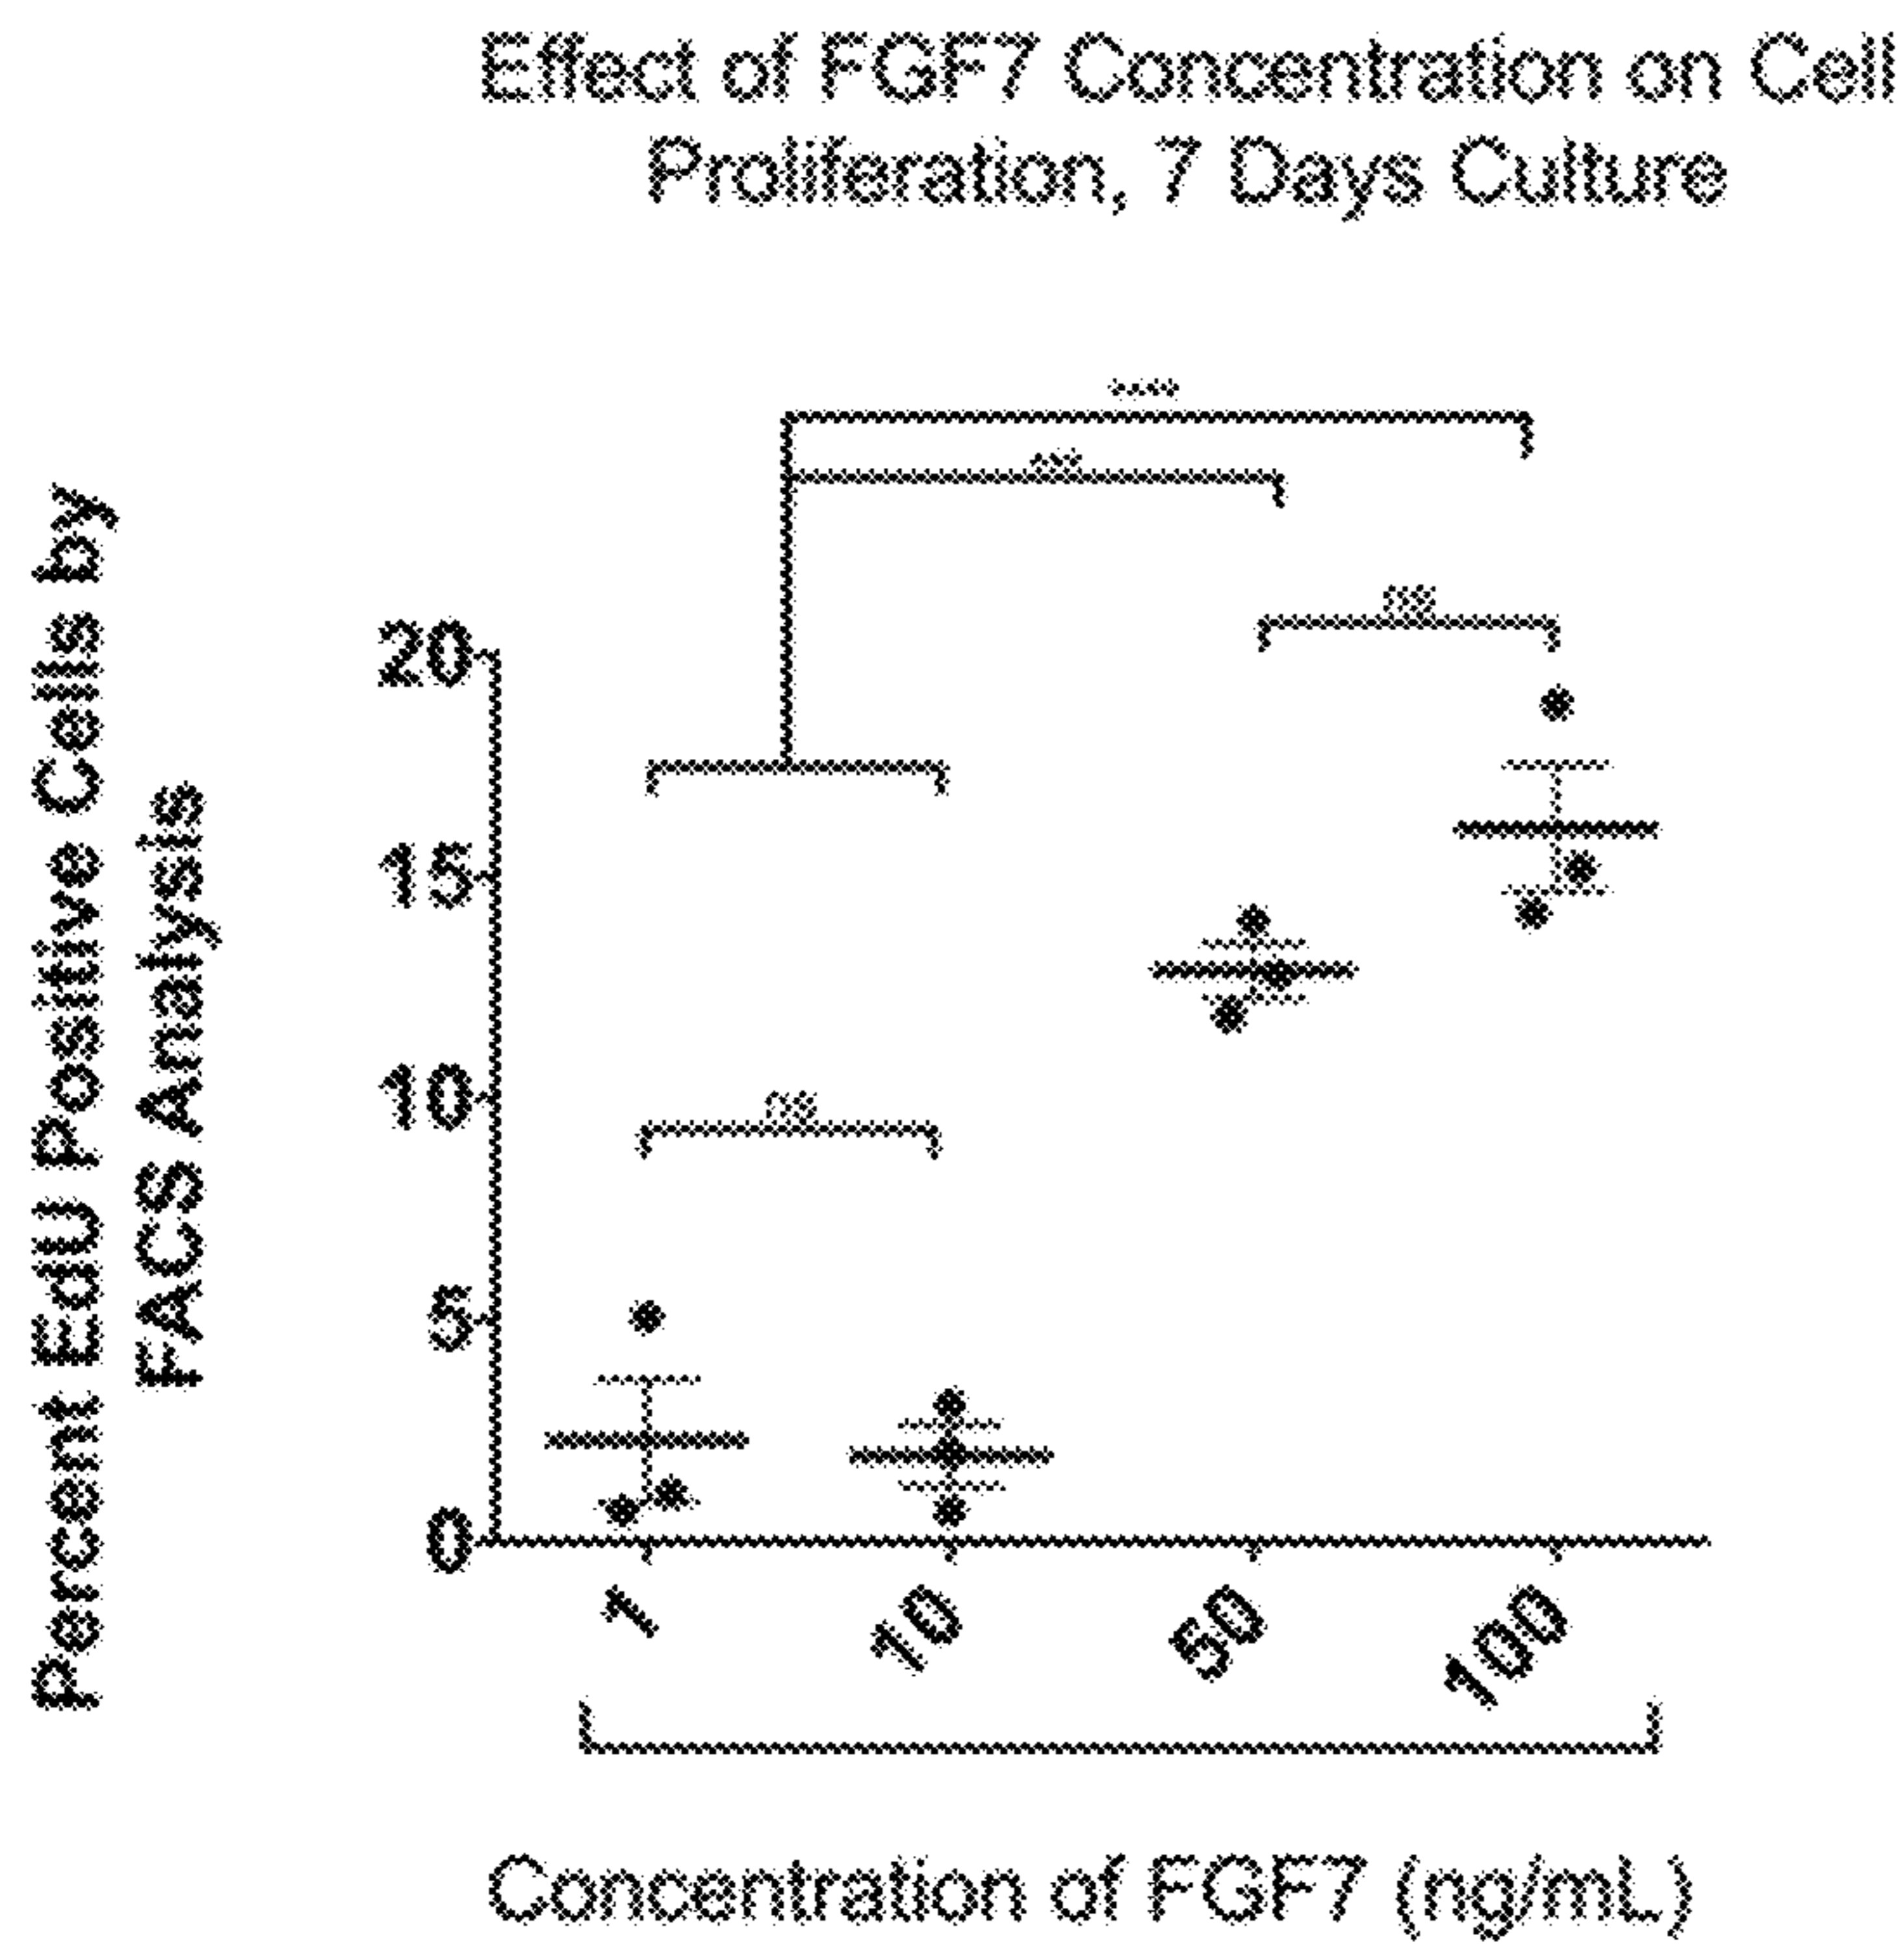 Effect of FGF7 Concentration on Cell
Proliferation, 7 Days Culture
Percent EdU Positive Cells by
FACS Analysis
20
15
10
5
0
ns
1
10
50
100
Concentration of FGF7 (ng/mL)